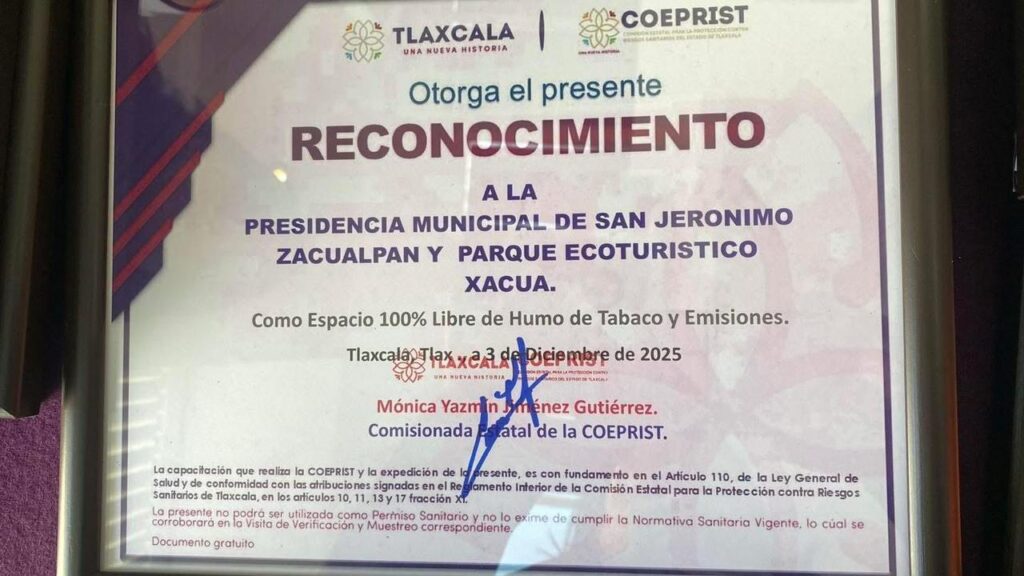 TLAXCALA
UNA NUEVA HISTORIA
COEPRIST
COMISIÓN ESTATAL PARA LA PROTECCIÓN CONTRA
RIESGOS SANITARIOS DEL ESTADO DE TLAXCALA
UNA NUEVA HISTORIA
Otorga el presente
RECONOCIMIENTO
A LA
PRESIDENCIA MUNICIPAL DE SAN JERONIMO
ZACUALPAN Y PARQUE ECOTURISTICO
XACUA.
Como Espacio 100% Libre de Humo de Tabaco y Emisiones.
Tlaxcala, Tlax., a 3 de Diciembre de 2025
TLAXCALA COEPRIST
UNA NUEVA HISTORIA
Mónica Yazmín Jiménez Gutiérrez.
Comisionada Estatal de la COEPRIST.
La capacitación que realiza la COEPRIST y la expedición de la presente, es con fundamento en el Artículo 110, de la Ley General de
Salud y de conformidad con las atribuciones signadas en el Reglamento Interior de la Comisión Estatal para la Protección contra Riesgos
Sanitarios de Tlaxcala, en los artículos 10, 11, 13 y 17 fracción XI.
La presente no podrá ser utilizada como Permiso Sanitario y no lo exime de cumplir la Normativa Sanitaria Vigente, lo cúal se
corroborará en la Visita de Verificación y Muestreo correspondiente.
Documento gratuito